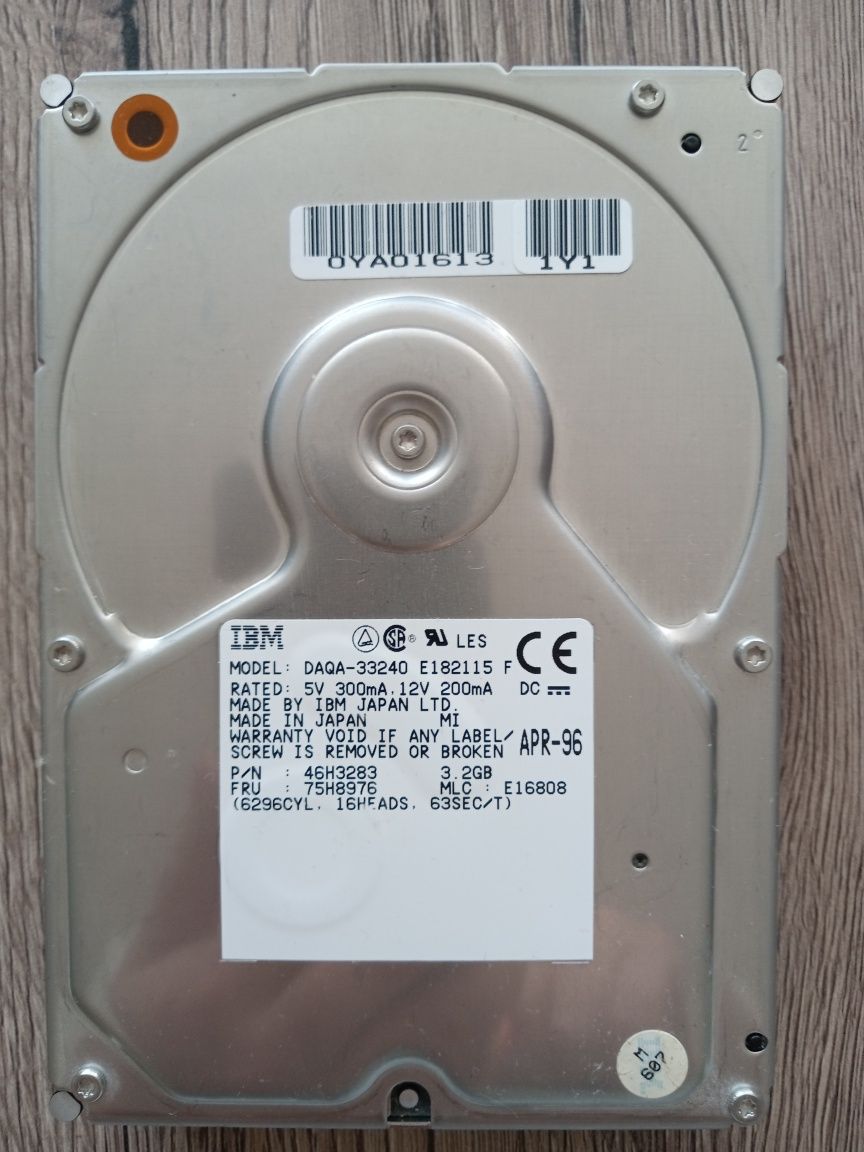 2°
0YA01613 1Y1
IBM SA® LES CE
MODEL: DAQA-33240 E182115 F
RATED: 5V 300mA, 12V 200mA DC
MADE BY IBM JAPAN LTD.
MADE IN JAPAN MI
WARRANTY VOID IF ANY LABEL/
SCREW IS REMOVED OR BROKEN APR-96
P/N : 46H3283 3.2GB
FRU : 75H8976 MLC : E16808
(6296CYL, 16HEADS, 63SEC/T)
M